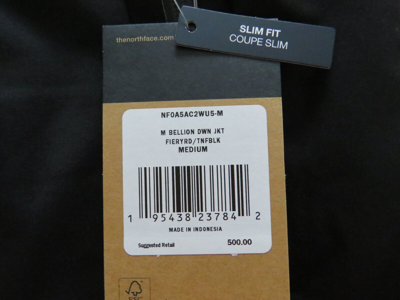 SLIM FIT
COUPE SLIM
thenorthface.com
NF0A5AC2WU5-M
M BELLION DWN JKT
FIERYRD/TNFBLK
MEDIUM
1 95438 23784 2
MADE IN INDONESIA
Suggested Retail 500.00